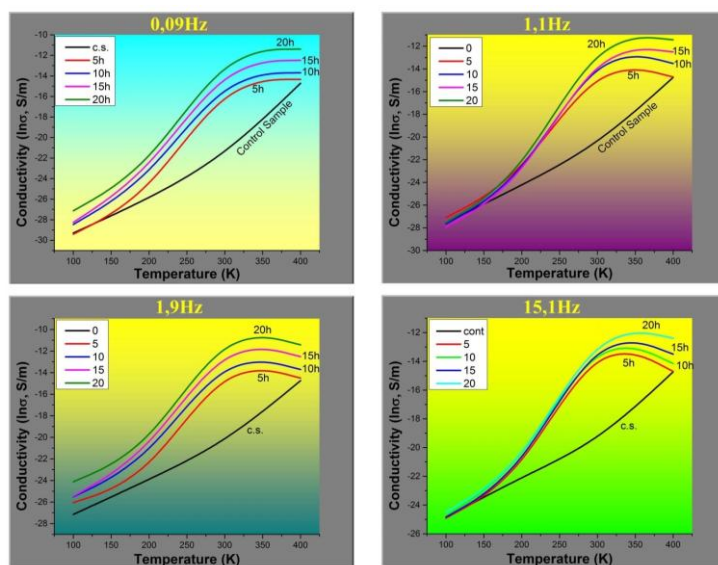 0,09Hz
Conductivity (lnσ, S/m)
-10
-12
-14
-16
-18
-20
-22
-24
-26
-28
-30
c.s.
5h
10h
15h
20h
20h
15h
10h
5h
Control Sample
100 150 200 250 300 350 400
Temperature (K)
1,1Hz
Conductivity (lnσ, S/m)
-12
-14
-16
-18
-20
-22
-24
-26
-28
-30
0
5
10
15
20
20h
15h
10h
5h
Control Sample
100 150 200 250 300 350 400
Temperature (K)
1,9Hz
Conductivity (lnσ, S/m)
-10
-12
-14
-16
-18
-20
-22
-24
-26
-28
0
5
10
15
20
20h
15h
10h
5h
c.s.
100 150 200 250 300 350 400
Temperature (K)
15,1Hz
Conductivity (lnσ, S/m)
-12
-14
-16
-18
-20
-22
-24
-26
cont
5
10
15
20
20h
15h
10h
5h
c.s.
100 150 200 250 300 350 400
Temperature (K)